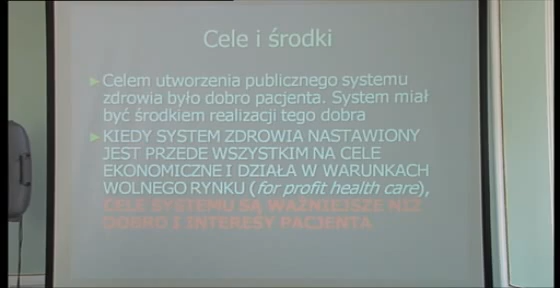 Cele i środki
►Celem utworzenia publicznego systemu
zdrowia było dobro pacjenta. System miał
być środkiem realizacji tego dobra
►KIEDY SYSTEM ZDROWIA NASTAWIONY
JEST PRZEDE WSZYSTKIM NA CELE
EKONOMICZNE I DZIAŁA W WARUNKACH
WOLNEGO RYNKU (for profit health care),
CELE SYSTEMU SĄ WAŻNIEJSZE NIŻ
DOBRO I INTERESY PACJENTA